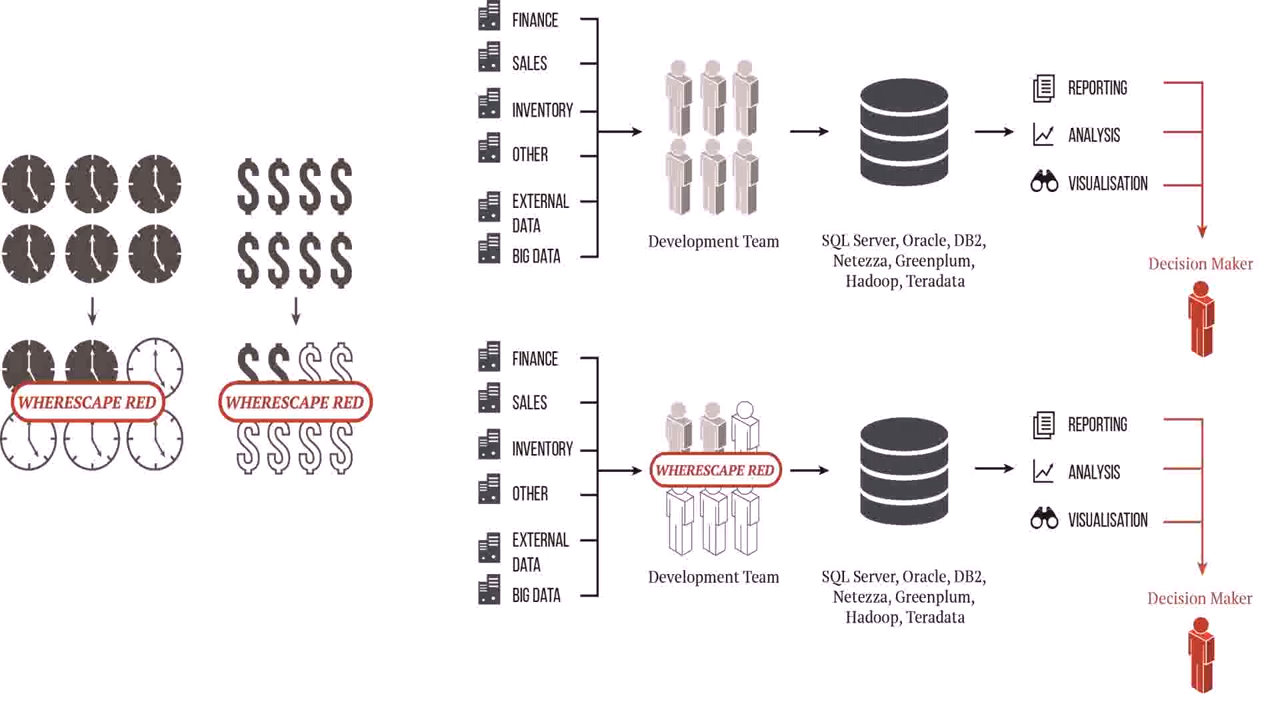 FINANCE
SALES
INVENTORY
OTHER
EXTERNAL
DATA
BIG DATA
Development Team
SQL Server, Oracle, DB2,
Netezza, Greenplum,
Hadoop, Teradata
REPORTING
ANALYSIS
VISUALISATION
Decision Maker
$ $ $ $
$ $ $ $
$ $ $ $
WHERESCAPE RED
WHERESCAPE RED
$ $ $ $
FINANCE
SALES
INVENTORY
OTHER
EXTERNAL
DATA
BIG DATA
WHERESCAPE RED
Development Team
SQL Server, Oracle, DB2,
Netezza, Greenplum,
Hadoop, Teradata
REPORTING
ANALYSIS
VISUALISATION
Decision Maker